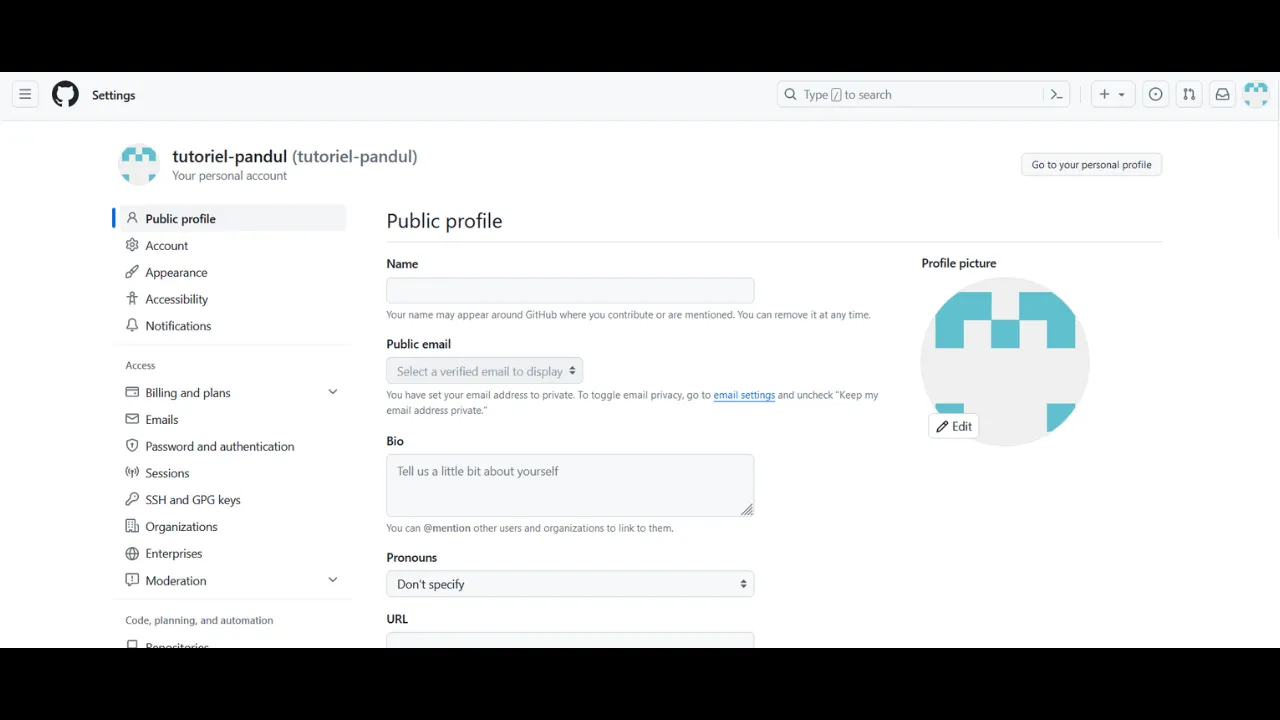 Settings
Type / to search
tutoriel-pandul (tutoriel-pandul)
Your personal account
Go to your personal profile
Public profile
Account
Appearance
Accessibility
Notifications
Access
Billing and plans
Emails
Password and authentication
Sessions
SSH and GPG keys
Organizations
Enterprises
Moderation
Code, planning, and automation
Repositories
Public profile
Name
Your name may appear around GitHub where you contribute or are mentioned. You can remove it at any time.
Public email
Select a verified email to display
You have set your email address to private. To toggle email privacy, go to email settings and uncheck "Keep my
email address private."
Bio
Tell us a little bit about yourself
You can @mention other users and organizations to link to them.
Pronouns
Don't specify
URL
Profile picture
Edit